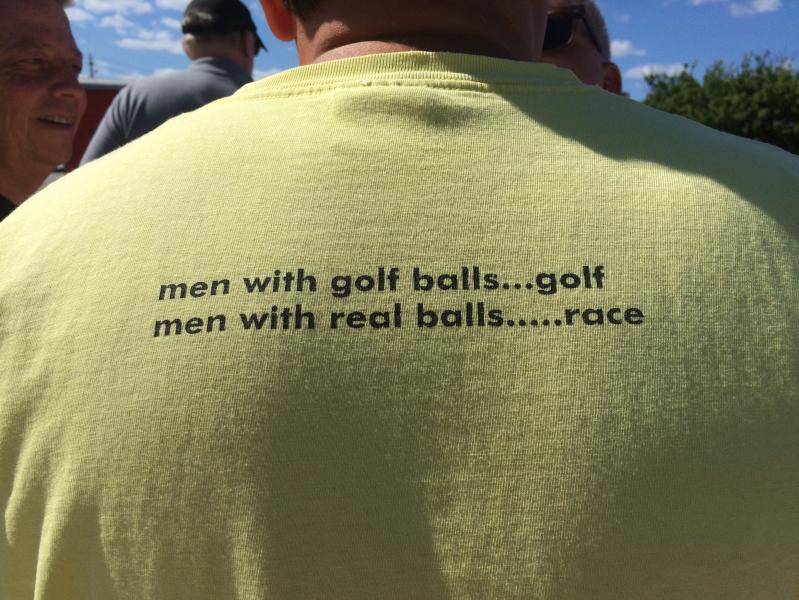 men with golf balls...golf
men with real balls.....race